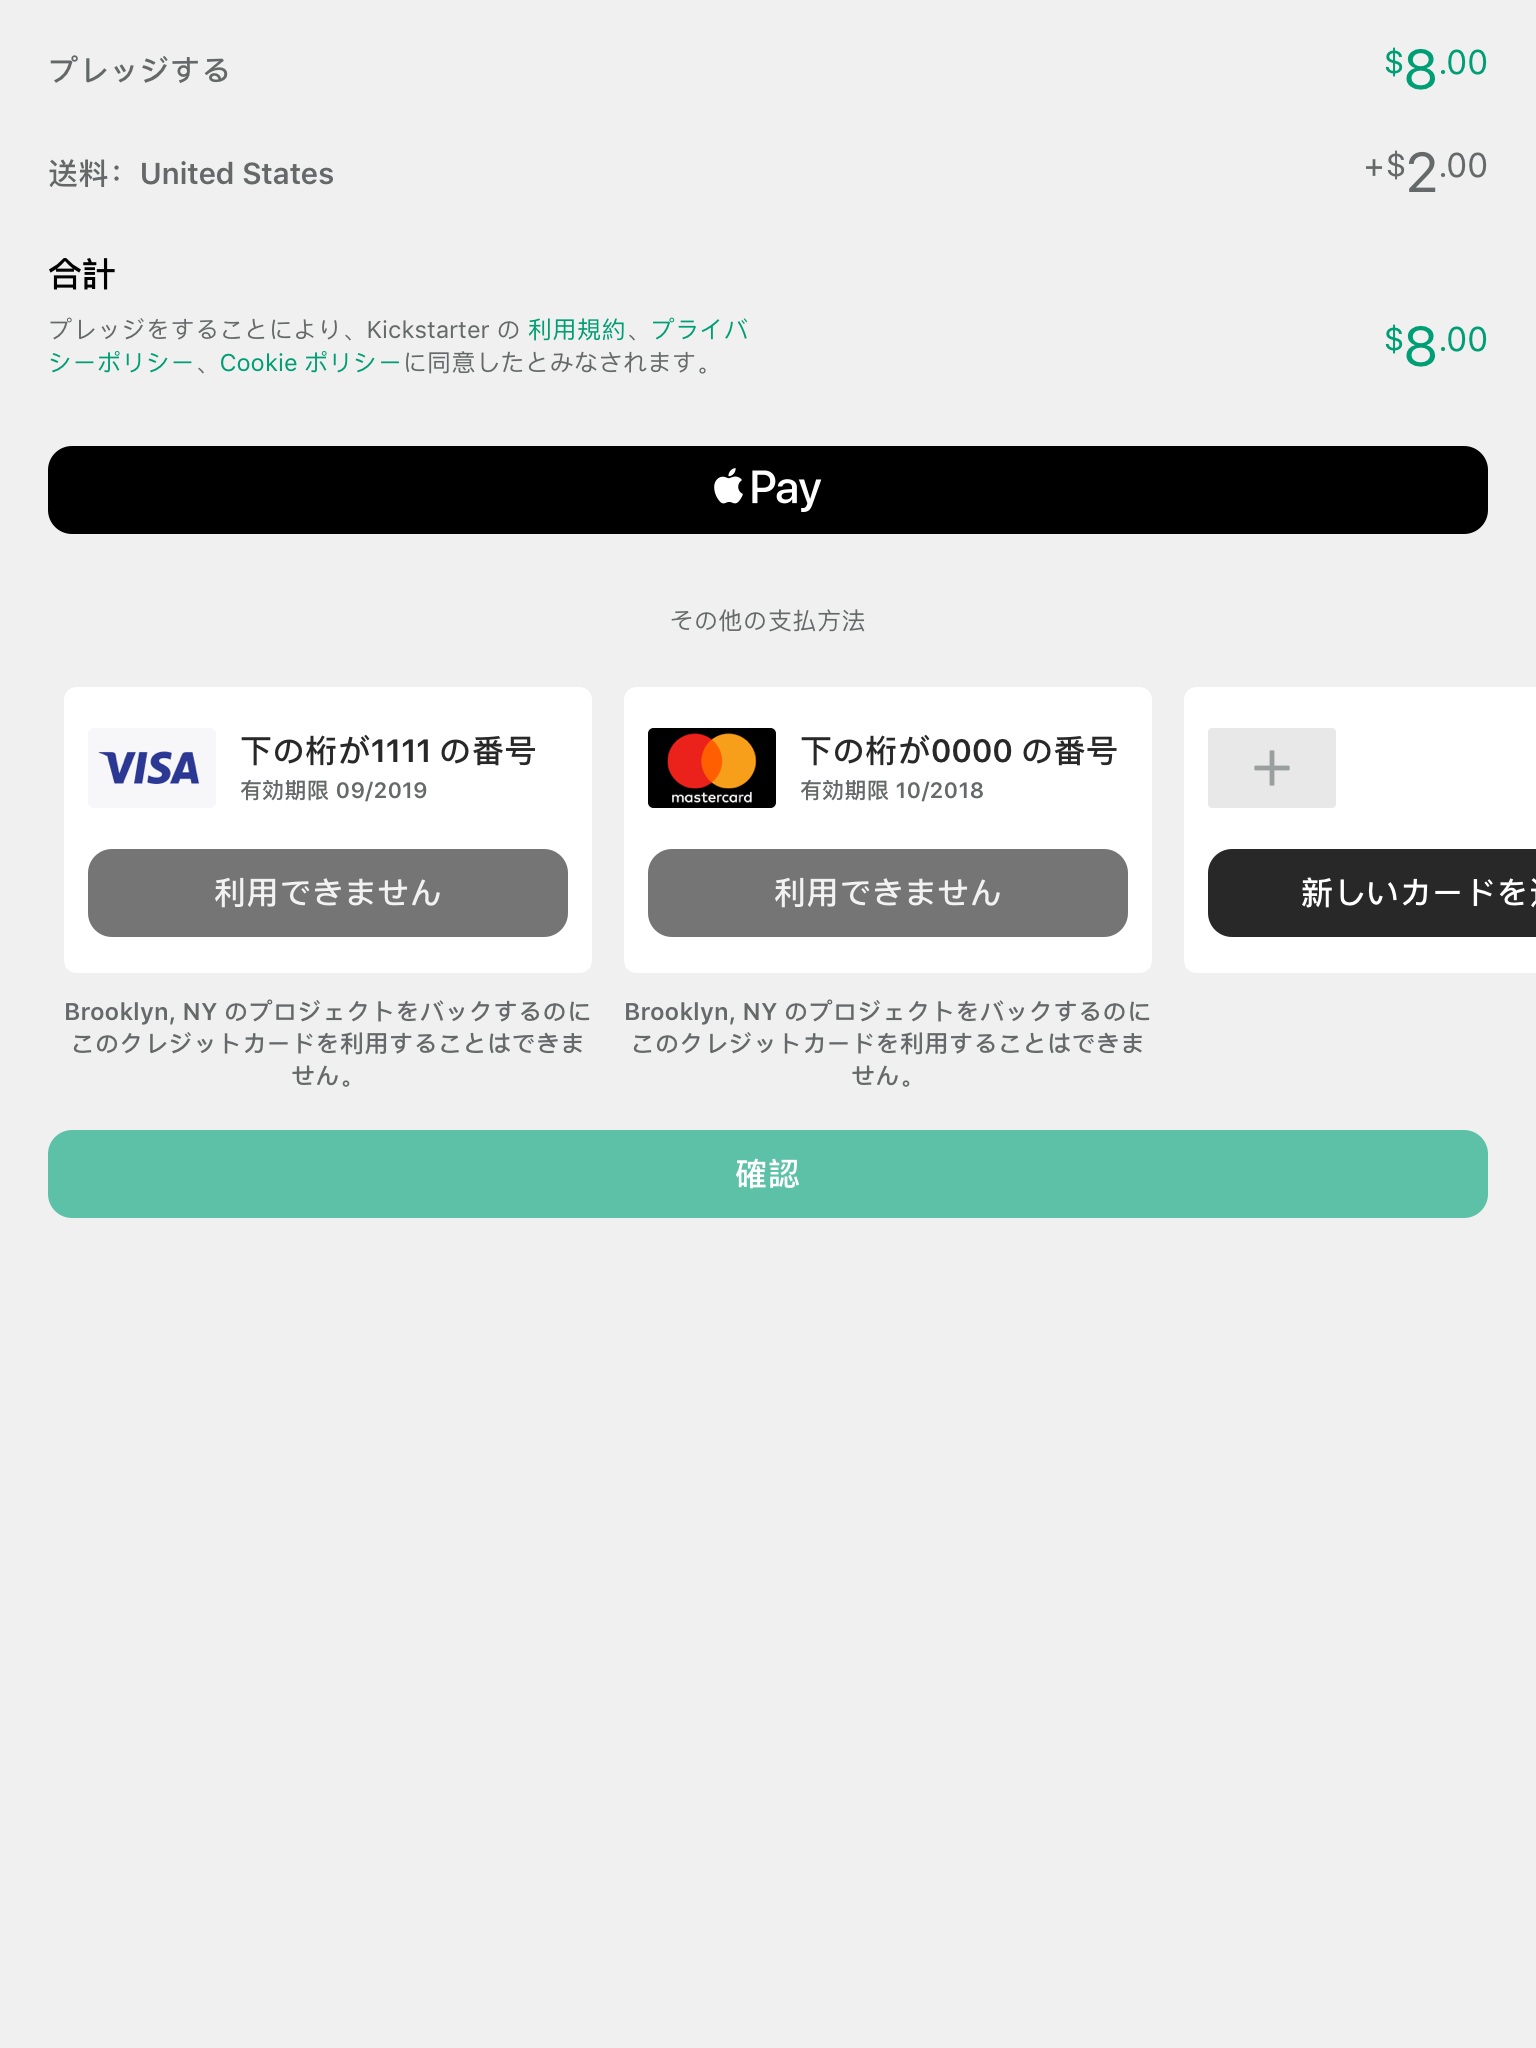 プレッジする
$8.00
送料： United States
+$2.00
合計
プレッジをすることにより、Kickstarter の 利用規約、プライバ
シーポリシー、Cookie ポリシーに同意したとみなされます。
$8.00
Pay
その他の支払方法
VISA
下の桁が1111 の番号
有効期限 09/2019
利用できません
Brooklyn, NY のプロジェクトをバックするのに
このクレジットカードを利用することはできま
せん。
mastercard
下の桁が0000 の番号
有効期限 10/2018
利用できません
Brooklyn, NY のプロジェクトをバックするのに
このクレジットカードを利用することはできま
せん。
新しいカードを
確認